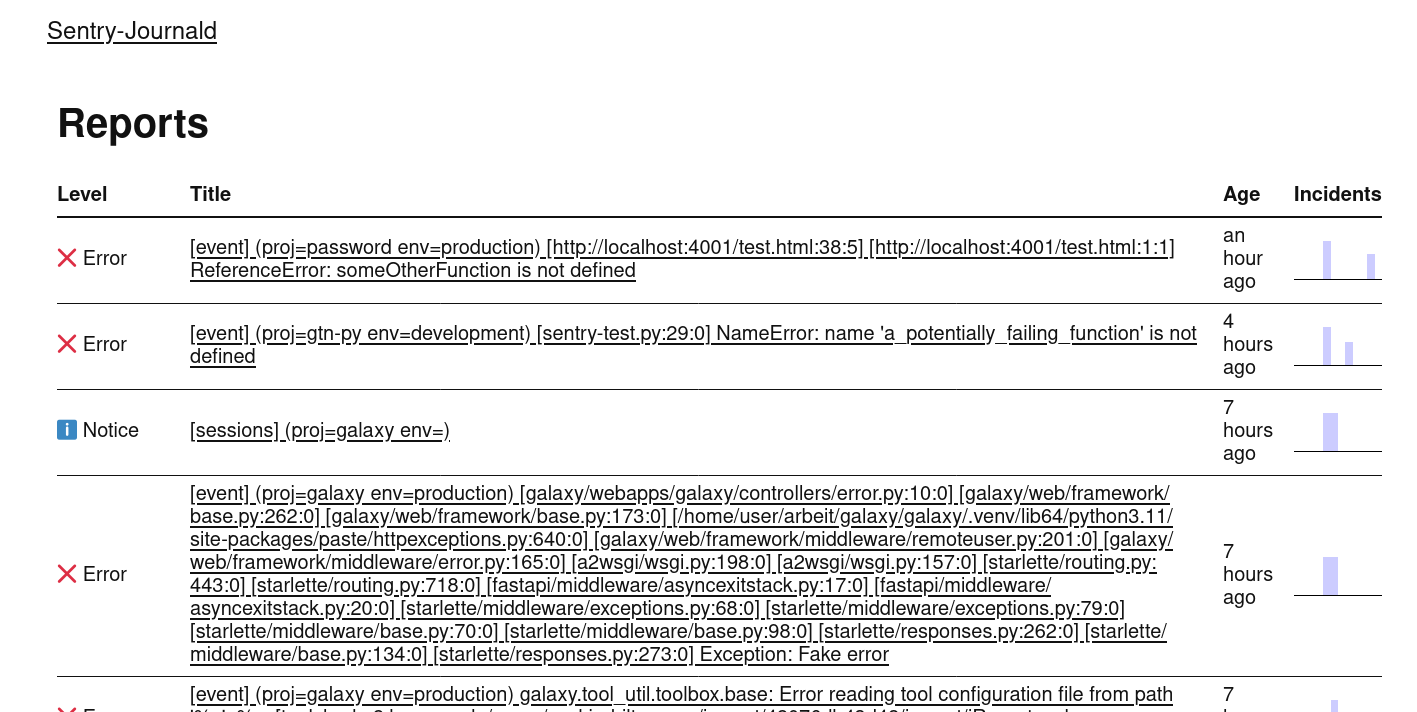 Sentry-Journald
Reports
Level Title Age Incidents
Error [event] (proj=password env=production) [http://localhost:4001/test.html:38:5] [http://localhost:4001/test.html:1:1]
ReferenceError: someOtherFunction is not defined
an
hour
ago
Error [event] (proj=gtn-py env=development) [sentry-test.py:29:0] NameError: name 'a_potentially_failing_function' is not
defined
4
hours
ago
Notice [sessions] (proj=galaxy env=)
7
hours
ago
Error [event] (proj=galaxy env=production) [galaxy/webapps/galaxy/controllers/error.py:10:0] [galaxy/web/framework/
base.py:262:0] [galaxy/web/framework/base.py:173:0] [/home/user/arbeit/galaxy/galaxy/.venv/lib64/python3.11/
site-packages/paste/httpexceptions.py:640:0] [galaxy/web/framework/middleware/remoteuser.py:201:0] [galaxy/
web/framework/middleware/error.py:165:0] [a2wsgi/wsgi.py:198:0] [a2wsgi/wsgi.py:157:0] [starlette/routing.py:
443:0] [starlette/routing.py:718:0] [fastapi/middleware/asyncexitstack.py:17:0] [fastapi/middleware/
asyncexitstack.py:20:0] [starlette/middleware/exceptions.py:68:0] [starlette/middleware/exceptions.py:79:0]
[starlette/middleware/base.py:70:0] [starlette/middleware/base.py:98:0] [starlette/responses.py:262:0] [starlette/
middleware/base.py:134:0] [starlette/responses.py:273:0] Exception: Fake error
7
hours
ago
[event] (proj=galaxy env=production) galaxy.tool_util.toolbox.base: Error reading tool configuration file from path
7